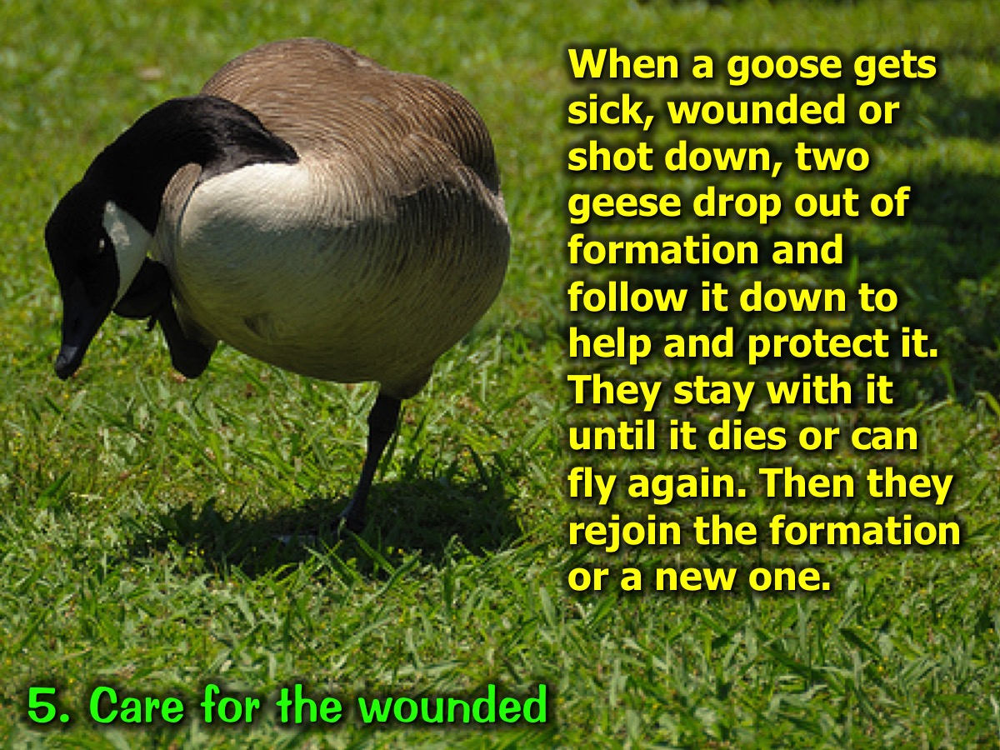 When a goose gets
sick, wounded or
shot down, two
geese drop out of
formation and
follow it down to
help and protect it.
They stay with it
until it dies or can
fly again. Then they
rejoin the formation
or a new one.
5. Care for the wounded